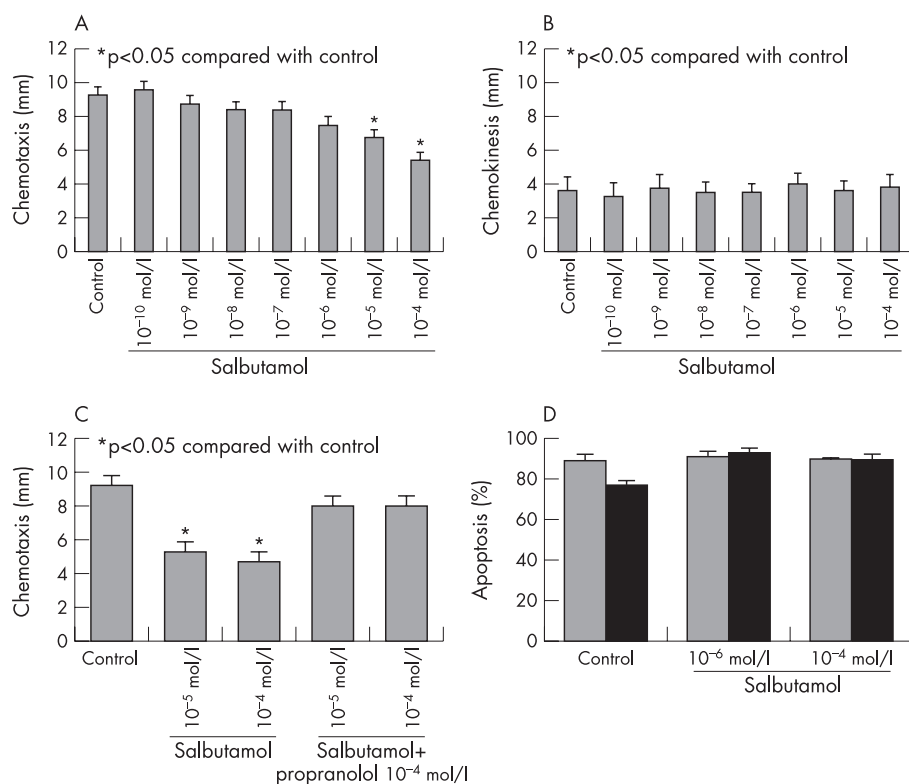 A
*p<0.05 compared with control
Chemotaxis (mm)
12
10
8
6
4
2
0
Control
10⁻¹⁰ mol/l
10⁻⁹ mol/l
10⁻⁸ mol/l
10⁻⁷ mol/l
10⁻⁶ mol/l
10⁻⁵ mol/l
10⁻⁴ mol/l
*
*
Salbutamol
B
*p<0.05 compared with control
Chemokinesis (mm)
12
10
8
6
4
2
0
Control
10⁻¹⁰ mol/l
10⁻⁹ mol/l
10⁻⁸ mol/l
10⁻⁷ mol/l
10⁻⁶ mol/l
10⁻⁵ mol/l
10⁻⁴ mol/l
Salbutamol
C
*p<0.05 compared with control
Chemotaxis (mm)
12
10
8
6
4
2
0
*
*
Control
10⁻⁵ mol/l
10⁻⁴ mol/l
10⁻⁵ mol/l
10⁻⁴ mol/l
Salbutamol
Salbutamol+
propranolol 10⁻⁴ mol/l
D
Apoptosis (%)
100
80
60
40
20
0
Control
10⁻⁶ mol/l
10⁻⁴ mol/l
Salbutamol